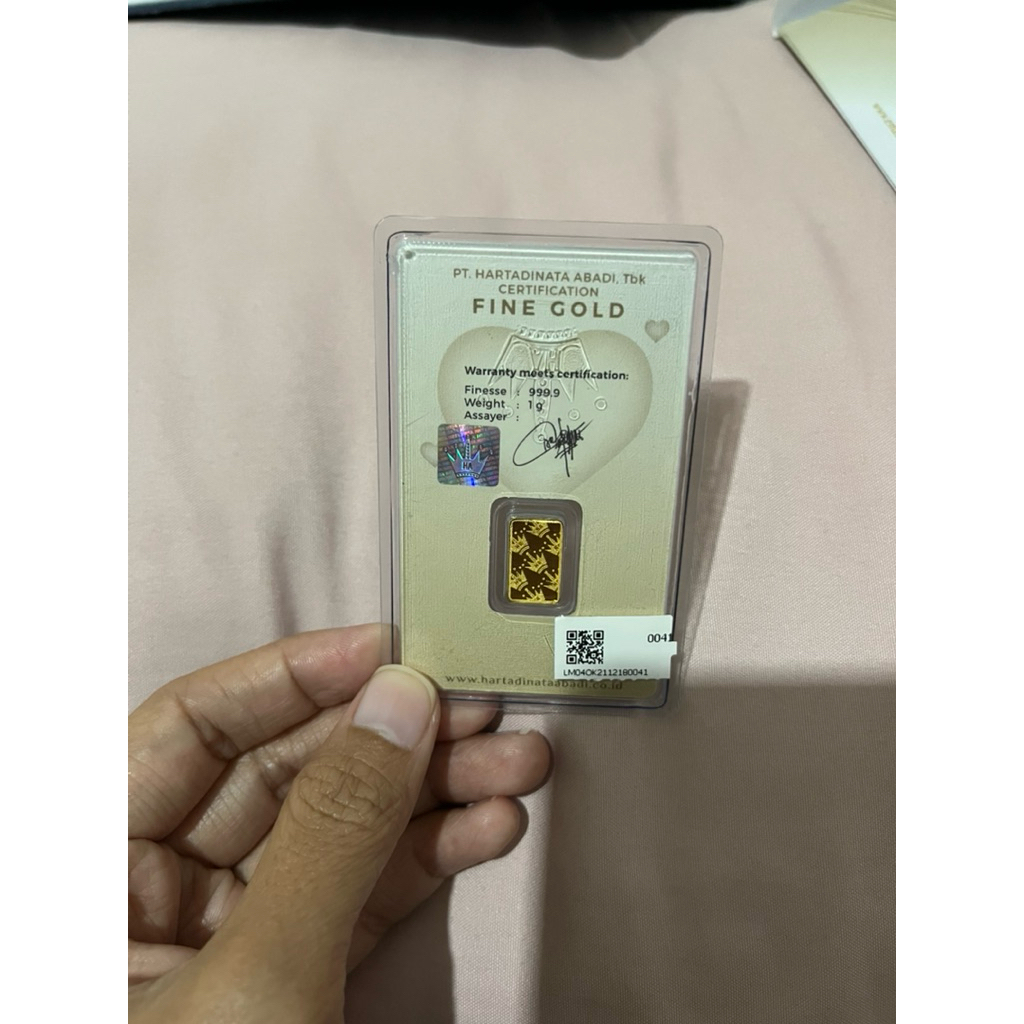 PT. HARTADINATA ABADI, Tbk
CERTIFICATION
FINE GOLD
Warranty meets certification:
Finesse : 999.9
Weight : 1 g
Assayer :
HA
0041
LM04OK2112180041
www.hartadinataabadi.co.id